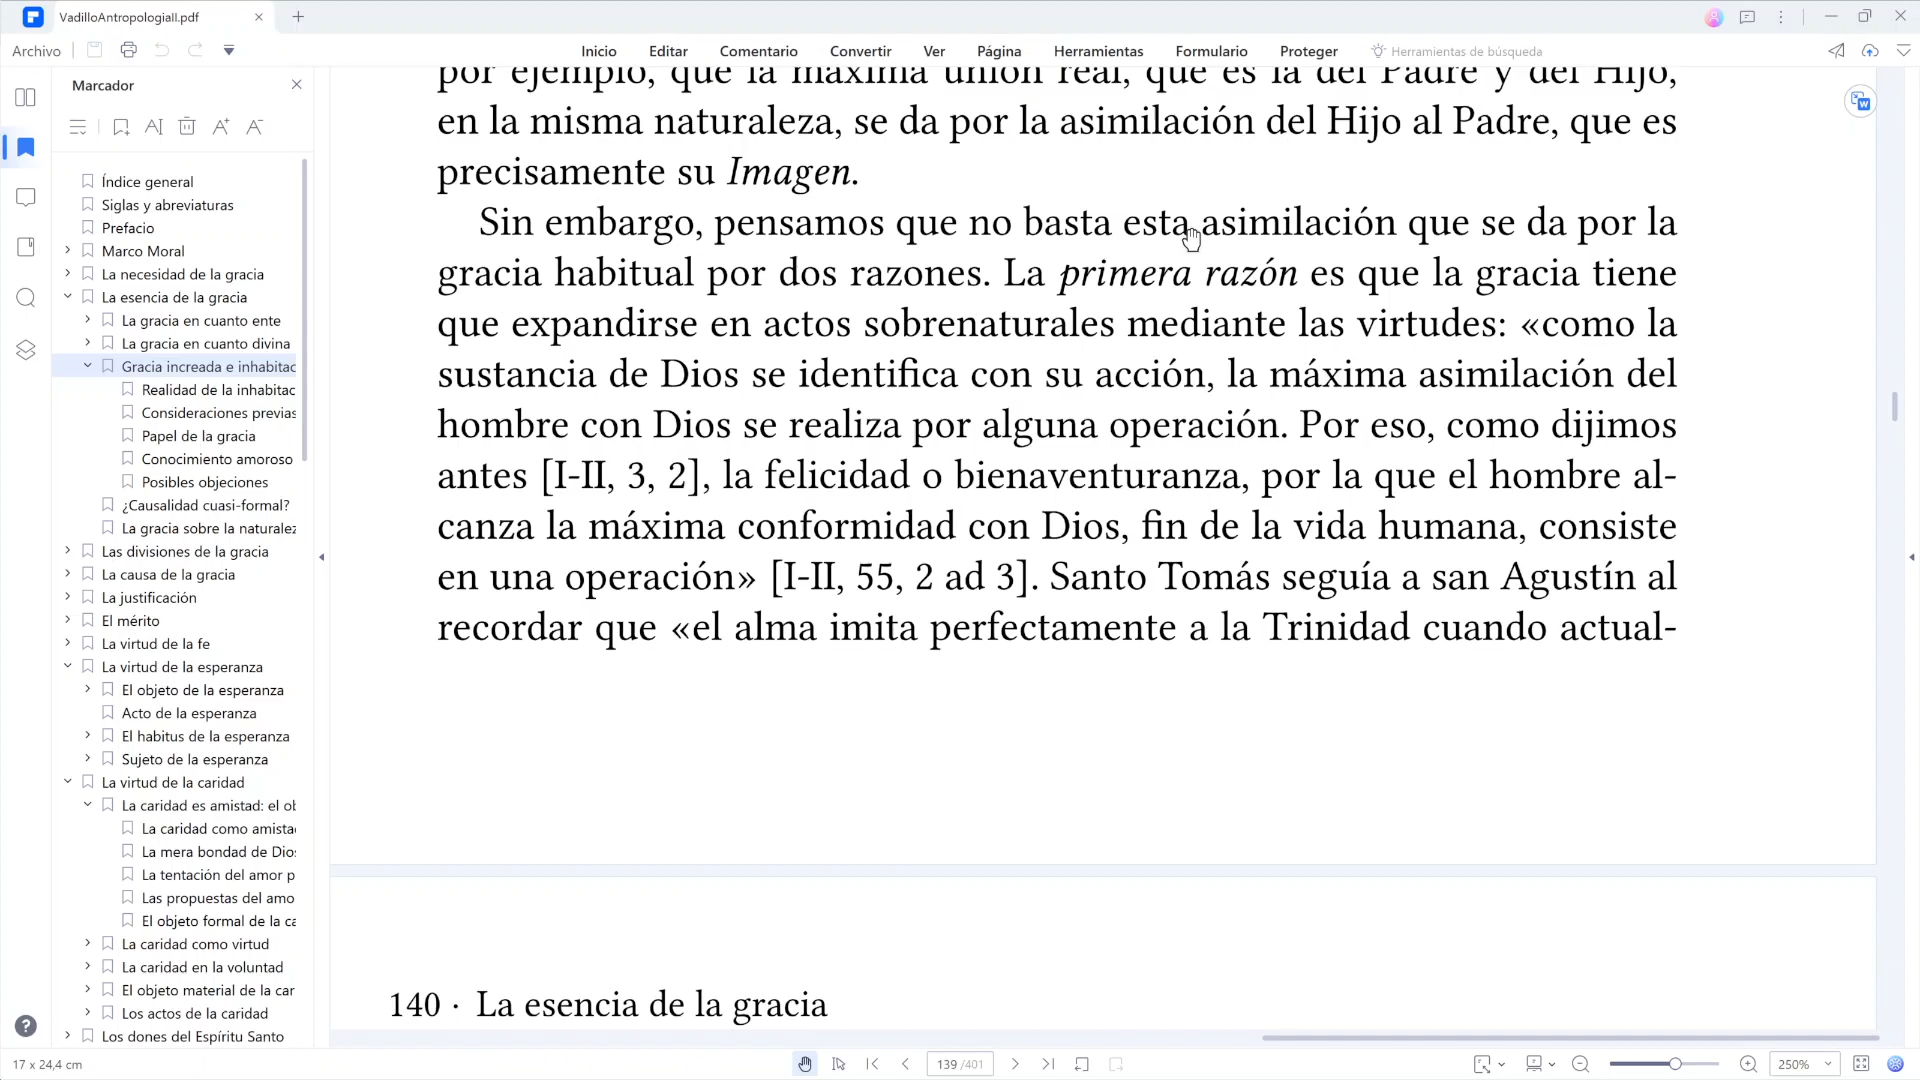 VadilloAntropologiaII.pdf
Archivo
Inicio
Editar
Comentario
Convertir
Ver
Página
Herramientas
Formulario
Proteger
Herramientas de búsqueda
Marcador
Índice general
Siglas y abreviaturas
Prefacio
Marco Moral
La necesidad de la gracia
La esencia de la gracia
La gracia en cuanto ente
La gracia en cuanto divina
Gracia increada e inhabitac
Realidad de la inhabitac
Consideraciones previas
Papel de la gracia
Conocimiento amoroso
Posibles objeciones
¿Causalidad cuasi-formal?
La gracia sobre la naturalez
Las divisiones de la gracia
La causa de la gracia
La justificación
El mérito
La virtud de la fe
La virtud de la esperanza
El objeto de la esperanza
Acto de la esperanza
El habitus de la esperanza
Sujeto de la esperanza
La virtud de la caridad
La caridad es amistad: el ob
La caridad como amista
La mera bondad de Dios
La tentación del amor p
Las propuestas del amo
El objeto formal de la ca
La caridad como virtud
La caridad en la voluntad
El objeto material de la car
Los actos de la caridad
Los dones del Espíritu Santo
por ejemplo, que la máxima unión real, que es la del Padre y del Hijo,
en la misma naturaleza, se da por la asimilación del Hijo al Padre, que es
precisamente su Imagen.
Sin embargo, pensamos que no basta esta asimilación que se da por la
gracia habitual por dos razones. La primera razón es que la gracia tiene
que expandirse en actos sobrenaturales mediante las virtudes: «como la
sustancia de Dios se identifica con su acción, la máxima asimilación del
hombre con Dios se realiza por alguna operación. Por eso, como dijimos
antes [I-II, 3, 2], la felicidad o bienaventuranza, por la que el hombre al-
canza la máxima conformidad con Dios, fin de la vida humana, consiste
en una operación» [I-II, 55, 2 ad 3]. Santo Tomás seguía a san Agustín al
recordar que «el alma imita perfectamente a la Trinidad cuando actual-
140 · La esencia de la gracia
17 x 24,4 cm
139 /401
250%